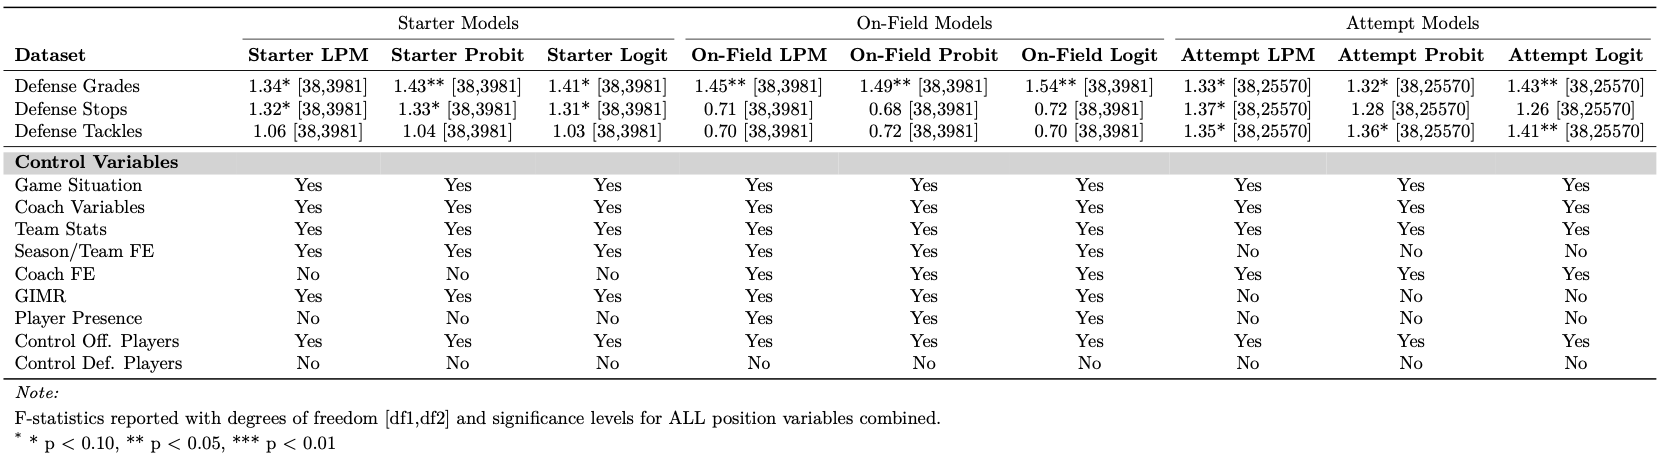 Starter Models On-Field Models Attempt Models
Dataset Starter LPM Starter Probit Starter Logit On-Field LPM On-Field Probit On-Field Logit Attempt LPM Attempt Probit Attempt Logit
Defense Grades 1.34* [38,3981] 1.43** [38,3981] 1.41* [38,3981] 1.45** [38,3981] 1.49** [38,3981] 1.54** [38,3981] 1.33* [38,25570] 1.32* [38,25570] 1.43** [38,25570]
Defense Stops 1.32* [38,3981] 1.33* [38,3981] 1.31* [38,3981] 0.71 [38,3981] 0.68 [38,3981] 0.72 [38,3981] 1.37* [38,25570] 1.28 [38,25570] 1.26 [38,25570]
Defense Tackles 1.06 [38,3981] 1.04 [38,3981] 1.03 [38,3981] 0.70 [38,3981] 0.72 [38,3981] 0.70 [38,3981] 1.35* [38,25570] 1.36* [38,25570] 1.41** [38,25570]
Control Variables
Game Situation Yes Yes Yes Yes Yes Yes Yes Yes Yes
Coach Variables Yes Yes Yes Yes Yes Yes Yes Yes Yes
Team Stats Yes Yes Yes Yes Yes Yes Yes Yes Yes
Season/Team FE Yes Yes Yes Yes Yes Yes No No No
Coach FE No No No Yes Yes Yes Yes Yes Yes
GIMR Yes Yes Yes Yes Yes Yes No No No
Player Presence No No No Yes Yes Yes No No No
Control Off. Players Yes Yes Yes Yes Yes Yes Yes Yes Yes
Control Def. Players No No No No No No No No No
Note:
F-statistics reported with degrees of freedom [df1,df2] and significance levels for ALL position variables combined.
* * p < 0.10, ** p < 0.05, *** p < 0.01